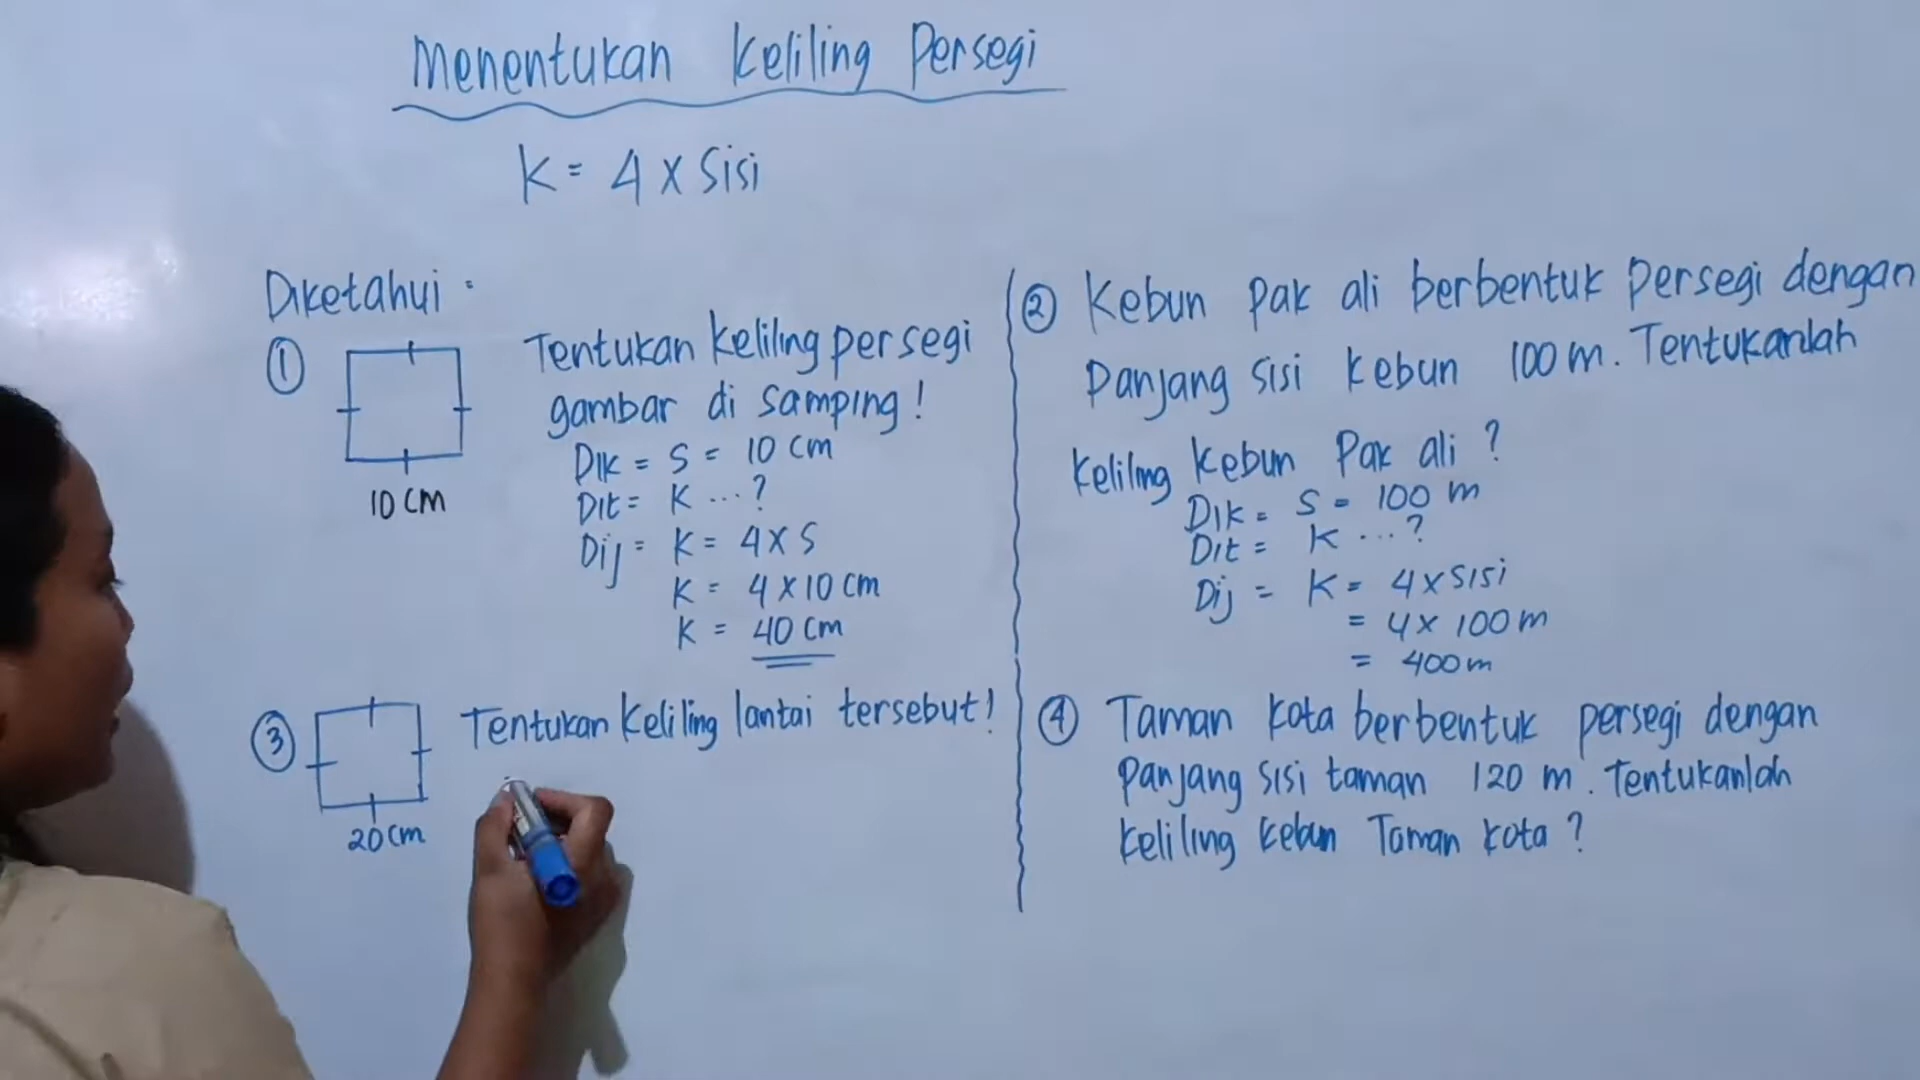 Menentukan Keliling Persegi
K = 4 x Sisi
Diketahui :
① Tentukan Keliling persegi
gambar di samping!
10 cm
Dik = S = 10 cm
Dit = K ...?
Dij = K = 4 x S
K = 4 x 10 cm
K = 40 cm
② Kebun pak ali berbentuk persegi dengan
Panjang sisi kebun 100 m. Tentukanlah
Keliling kebun Pak ali ?
Dik = S = 100 m
Dit = K ...?
Dij = K = 4 x sisi
= 4 x 100 m
= 400 m
③ Tentukan Keliling lantai tersebut!
20 cm
④ Taman kota berbentuk persegi dengan
panjang sisi taman 120 m. Tentukanlah
Keliling kebun Taman kota ?